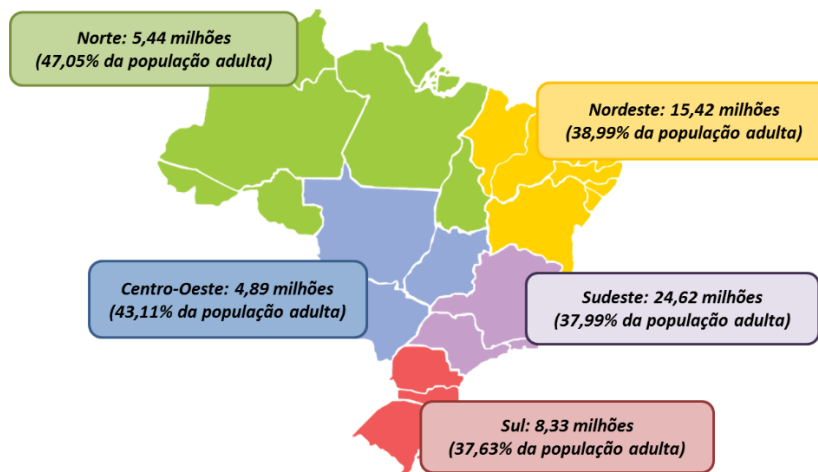 Norte: 5,44 milhões
(47,05% da população adulta)
Nordeste: 15,42 milhões
(38,99% da população adulta)
Centro-Oeste: 4,89 milhões
(43,11% da população adulta)
Sudeste: 24,62 milhões
(37,99% da população adulta)
Sul: 8,33 milhões
(37,63% da população adulta)